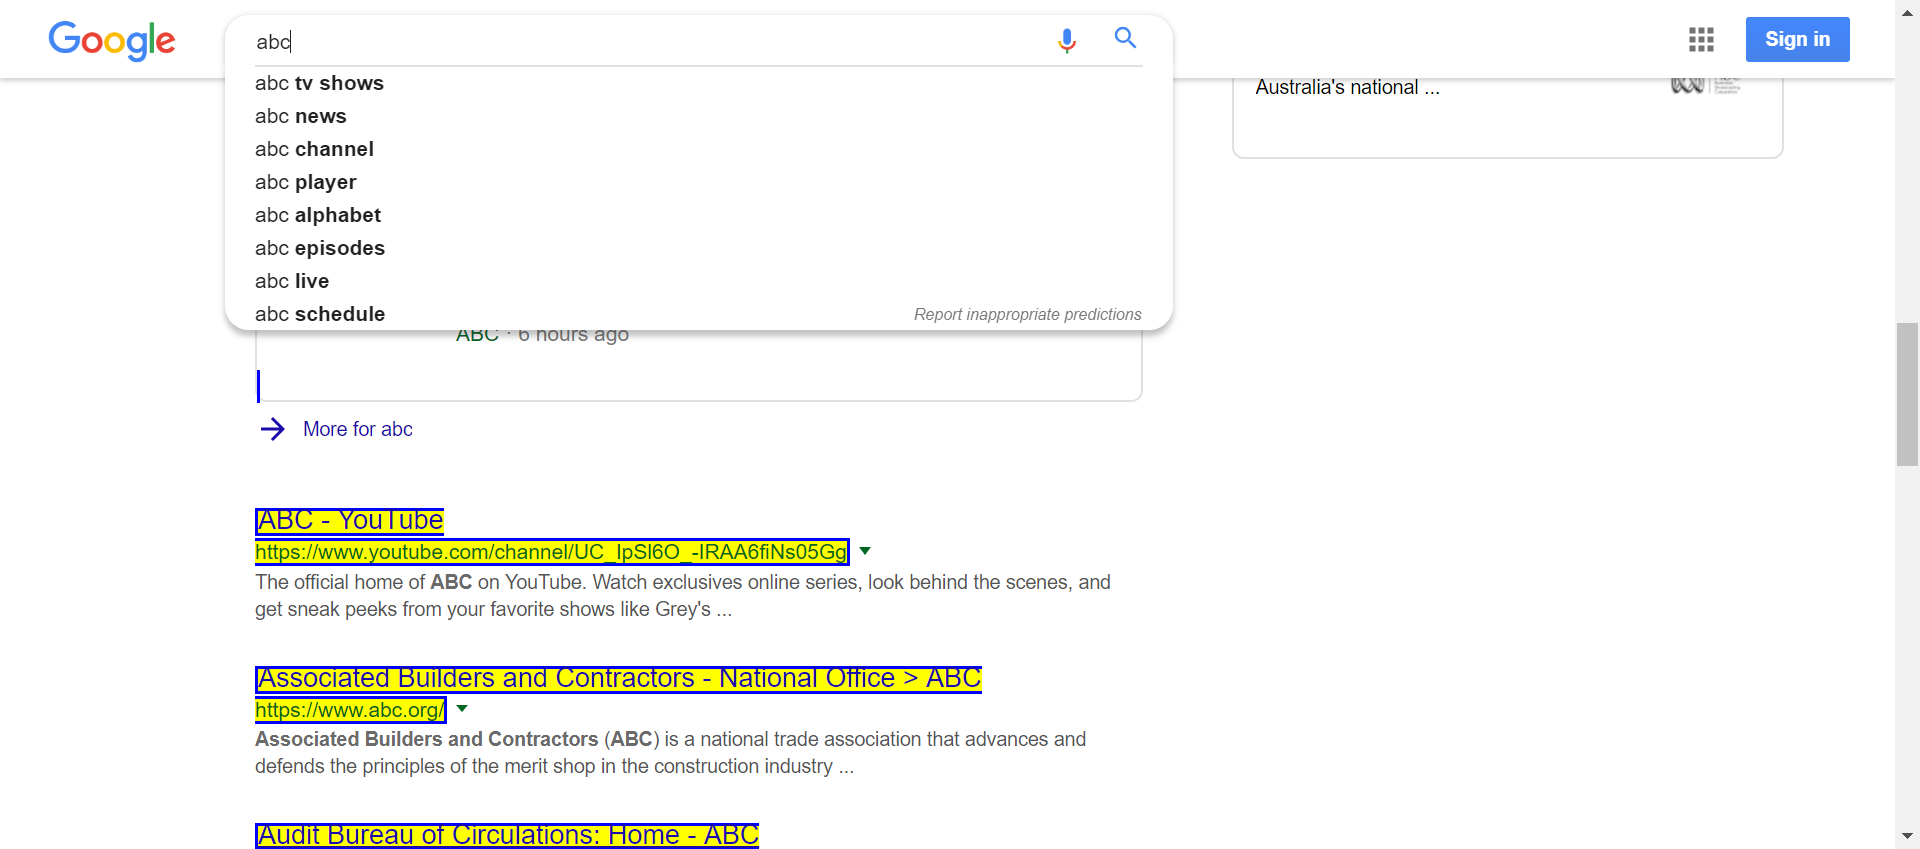 Google
abc
Sign in
abc tv shows
abc news
abc channel
abc player
abc alphabet
abc episodes
abc live
abc schedule
Report inappropriate predictions
Australia's national ...
ABC · 6 hours ago
More for abc
ABC - YouTube
https://www.youtube.com/channel/UC_IpSl6O_-IRAA6fiNs05Gg
The official home of ABC on YouTube. Watch exclusives online series, look behind the scenes, and
get sneak peeks from your favorite shows like Grey's ...
Associated Builders and Contractors - National Office > ABC
https://www.abc.org/
Associated Builders and Contractors (ABC) is a national trade association that advances and
defends the principles of the merit shop in the construction industry ...
Audit Bureau of Circulations: Home - ABC